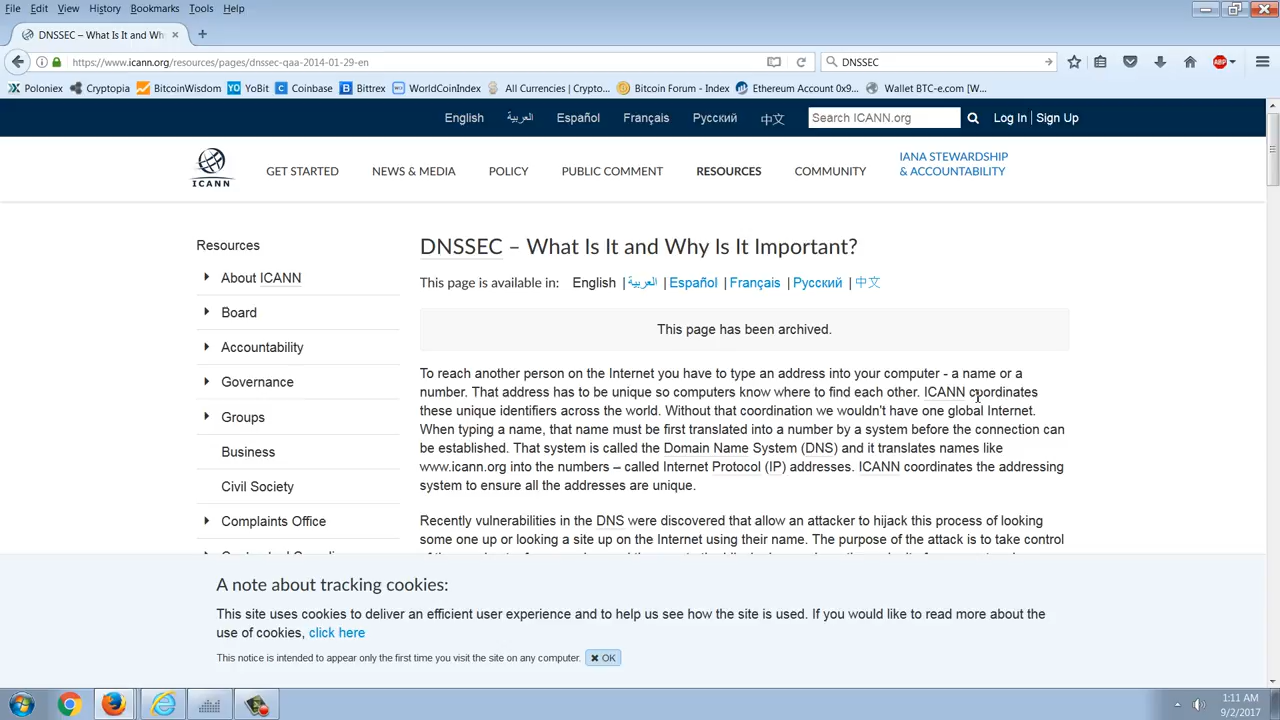 File Edit View History Bookmarks Tools Help
DNSSEC – What Is It and Wh
https://www.icann.org/resources/pages/dnssec-qaa-2014-01-29-en
DNSSEC
Poloniex Cryptopia BitcoinWisdom YoBit Coinbase Bittrex WorldCoinIndex All Currencies | Crypto... Bitcoin Forum - Index Ethereum Account 0x9... Wallet BTC-e.com [W...
English العربية Español Français Русский 中文 Search ICANN.org Log In | Sign Up
ICANN
GET STARTED NEWS & MEDIA POLICY PUBLIC COMMENT RESOURCES COMMUNITY IANA STEWARDSHIP
& ACCOUNTABILITY
Resources
About ICANN
Board
Accountability
Governance
Groups
Business
Civil Society
Complaints Office
DNSSEC – What Is It and Why Is It Important?
This page is available in: English | العربية | Español | Français | Русский | 中文
This page has been archived.
To reach another person on the Internet you have to type an address into your computer - a name or a
number. That address has to be unique so computers know where to find each other. ICANN coordinates
these unique identifiers across the world. Without that coordination we wouldn't have one global Internet.
When typing a name, that name must be first translated into a number by a system before the connection can
be established. That system is called the Domain Name System (DNS) and it translates names like
www.icann.org into the numbers – called Internet Protocol (IP) addresses. ICANN coordinates the addressing
system to ensure all the addresses are unique.
Recently vulnerabilities in the DNS were discovered that allow an attacker to hijack this process of looking
some one up or looking a site up on the Internet using their name. The purpose of the attack is to take control
A note about tracking cookies:
This site uses cookies to deliver an efficient user experience and to help us see how the site is used. If you would like to read more about the
use of cookies, click here
This notice is intended to appear only the first time you visit the site on any computer. ✖ OK
1:11 AM
9/2/2017